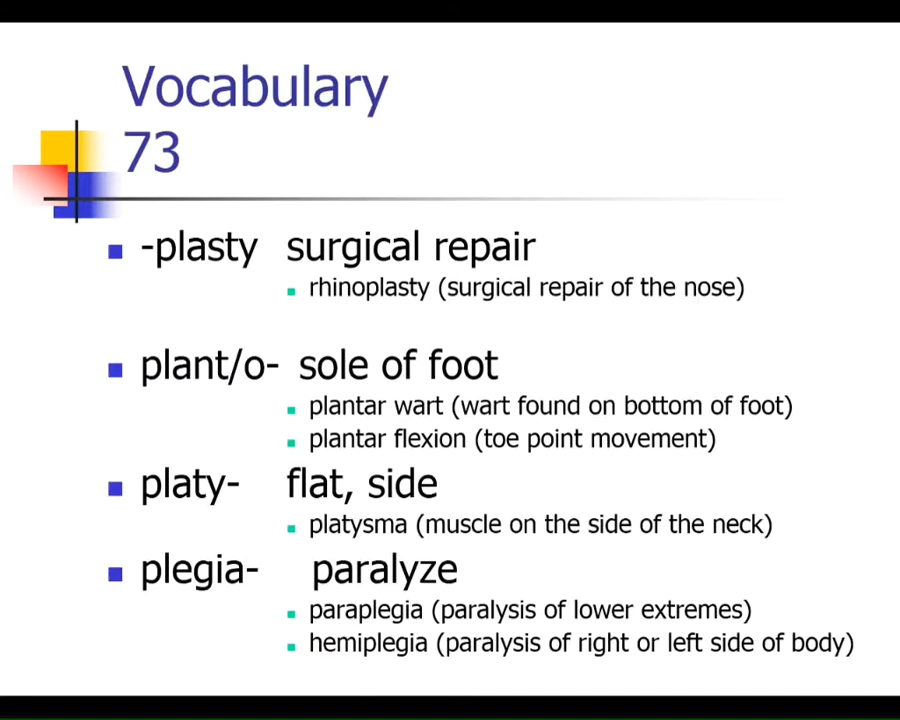 Vocabulary
73
-plasty surgical repair
rhinoplasty (surgical repair of the nose)
plant/o- sole of foot
plantar wart (wart found on bottom of foot)
plantar flexion (toe point movement)
platy- flat, side
platysma (muscle on the side of the neck)
plegia- paralyze
paraplegia (paralysis of lower extremes)
hemiplegia (paralysis of right or left side of body)